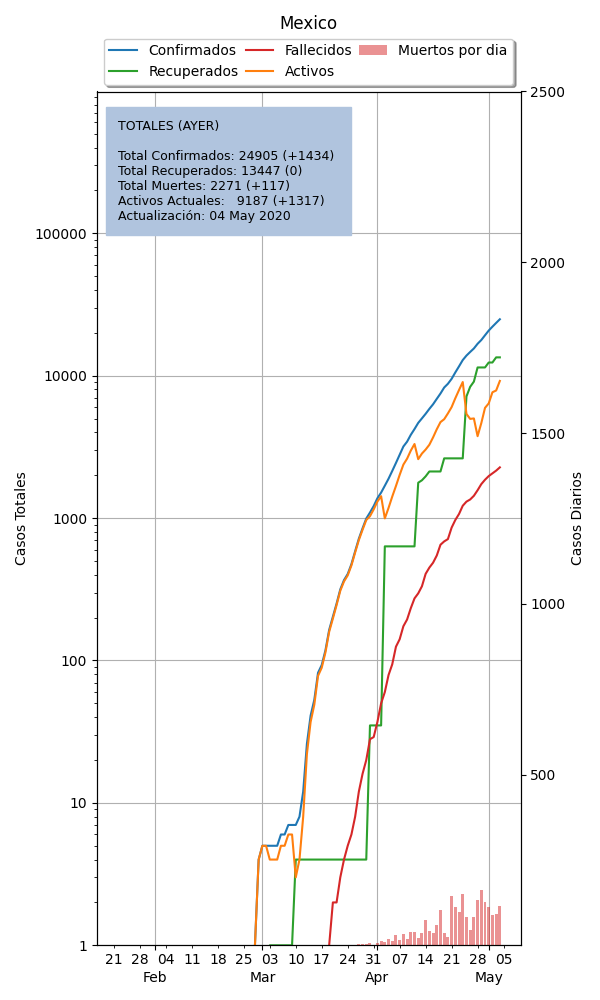 Mexico
Confirmados Fallecidos Muertos por dia
Recuperados Activos
TOTALES (AYER)
Total Confirmados: 24905 (+1434)
Total Recuperados: 13447 (0)
Total Muertes: 2271 (+117)
Activos Actuales: 9187 (+1317)
Actualización: 04 May 2020
Casos Totales
100000
10000
1000
100
10
1
2500
2000
1500
1000
500
Casos Diarios
21 28 04 11 18 25 03 10 17 24 31 07 14 21 28 05
Feb Mar Apr May